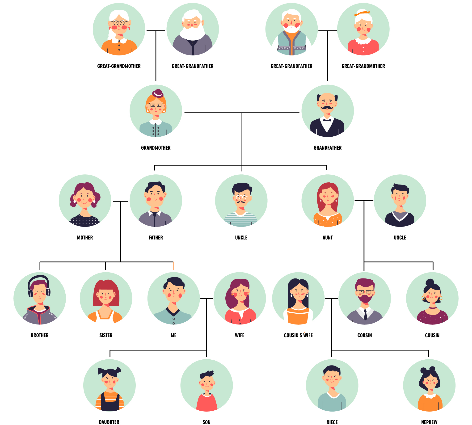 GREAT-GRANDMOTHER GREAT-GRANDFATHER GREAT-GRANDFATHER GREAT-GRANDMOTHER
GRANDMOTHER GRANDFATHER
MOTHER FATHER UNCLE AUNT UNCLE
BROTHER SISTER ME WIFE COUSIN'S WIFE COUSIN COUSIN
DAUGHTER SON NIECE NEPHEW